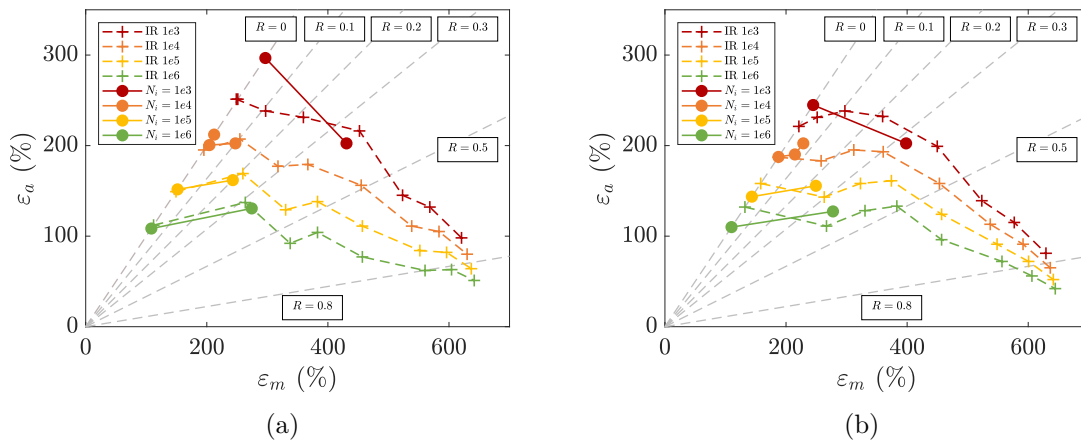 R = 0
R = 0.1
R = 0.2
R = 0.3
IR 1e3
IR 1e4
IR 1e5
IR 1e6
N_i = 1e3
N_i = 1e4
N_i = 1e5
N_i = 1e6
R = 0.5
R = 0.8
300
200
100
0
ε_a (%)
0
200
400
600
ε_m (%)
(a)
R = 0
R = 0.1
R = 0.2
R = 0.3
IR 1e3
IR 1e4
IR 1e5
IR 1e6
N_i = 1e3
N_i = 1e4
N_i = 1e5
N_i = 1e6
R = 0.5
R = 0.8
300
200
100
0
ε_a (%)
0
200
400
600
ε_m (%)
(b)